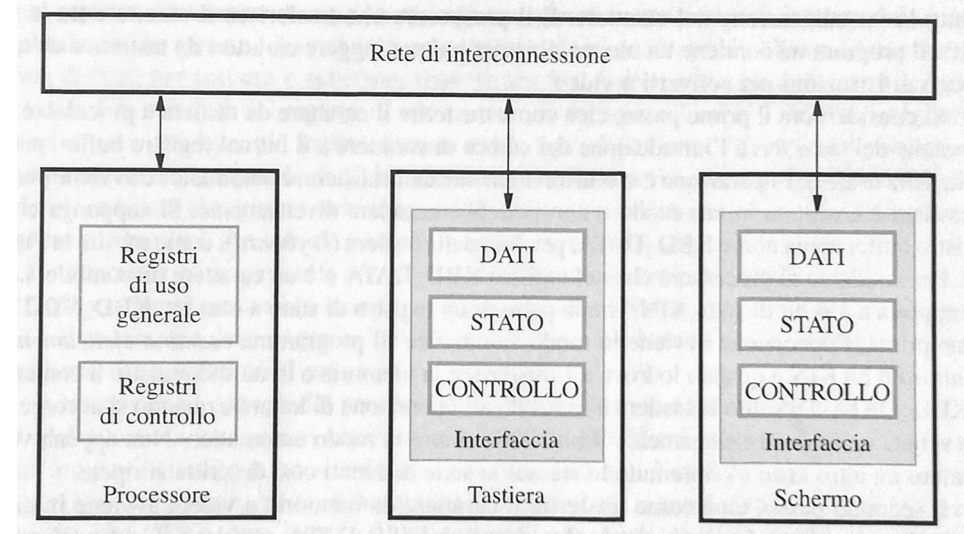 Rete di interconnessione
Registri
di uso
generale
Registri
di controllo
Processore
DATI
STATO
CONTROLLO
Interfaccia
Tastiera
DATI
STATO
CONTROLLO
Interfaccia
Schermo